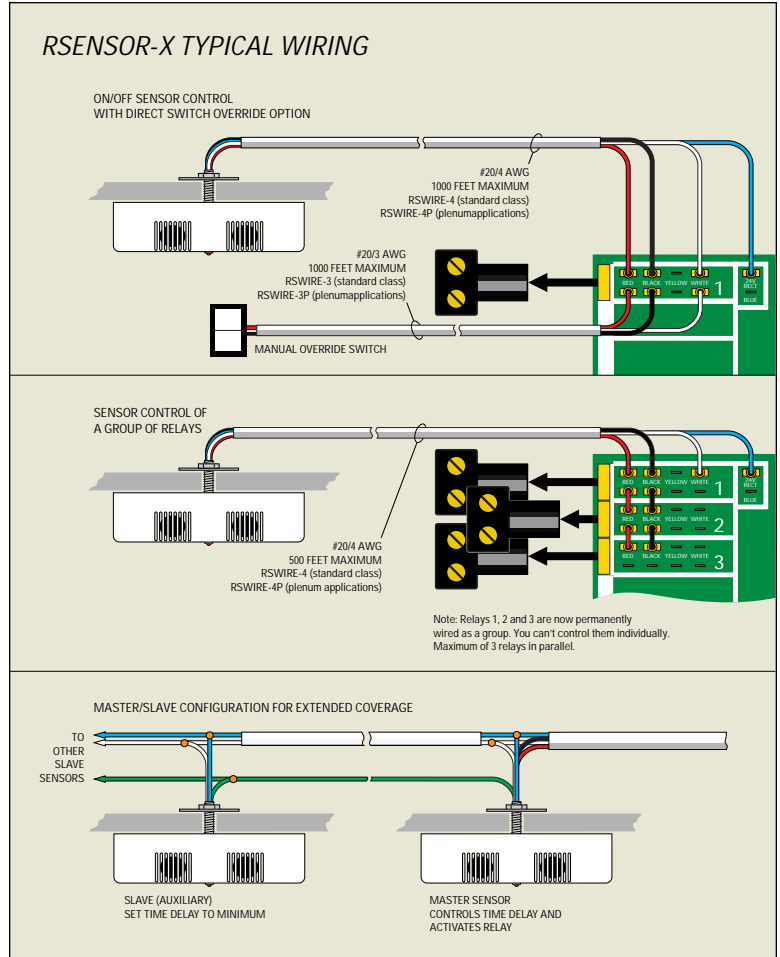 RSENSOR-X TYPICAL WIRING
ON/OFF SENSOR CONTROL
WITH DIRECT SWITCH OVERRIDE OPTION
#20/4 AWG
1000 FEET MAXIMUM
RSWIRE-4 (standard class)
RSWIRE-4P (plenumapplications)
#20/3 AWG
1000 FEET MAXIMUM
RSWIRE-3 (standard class)
RSWIRE-3P (plenumapplications)
RED BLACK YELLOW WHITE 1
24V
RECT
BLUE
MANUAL OVERRIDE SWITCH
SENSOR CONTROL OF
A GROUP OF RELAYS
RED BLACK YELLOW WHITE 1
24V
RECT
BLUE
RED BLACK YELLOW WHITE 2
RED BLACK YELLOW WHITE 3
#20/4 AWG
500 FEET MAXIMUM
RSWIRE-4 (standard class)
RSWIRE-4P (plenum applications)
Note: Relays 1, 2 and 3 are now permanently
wired as a group. You can't control them individually.
Maximum of 3 relays in parallel.
MASTER/SLAVE CONFIGURATION FOR EXTENDED COVERAGE
TO
OTHER
SLAVE
SENSORS
SLAVE (AUXILIARY)
SET TIME DELAY TO MINIMUM
MASTER SENSOR
CONTROLS TIME DELAY AND
ACTIVATES RELAY